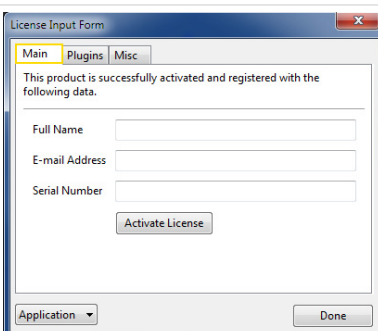 License Input Form
Main Plugins Misc
This product is successfully activated and registered with the
following data.
Full Name
E-mail Address
Serial Number
Activate License
Application Done